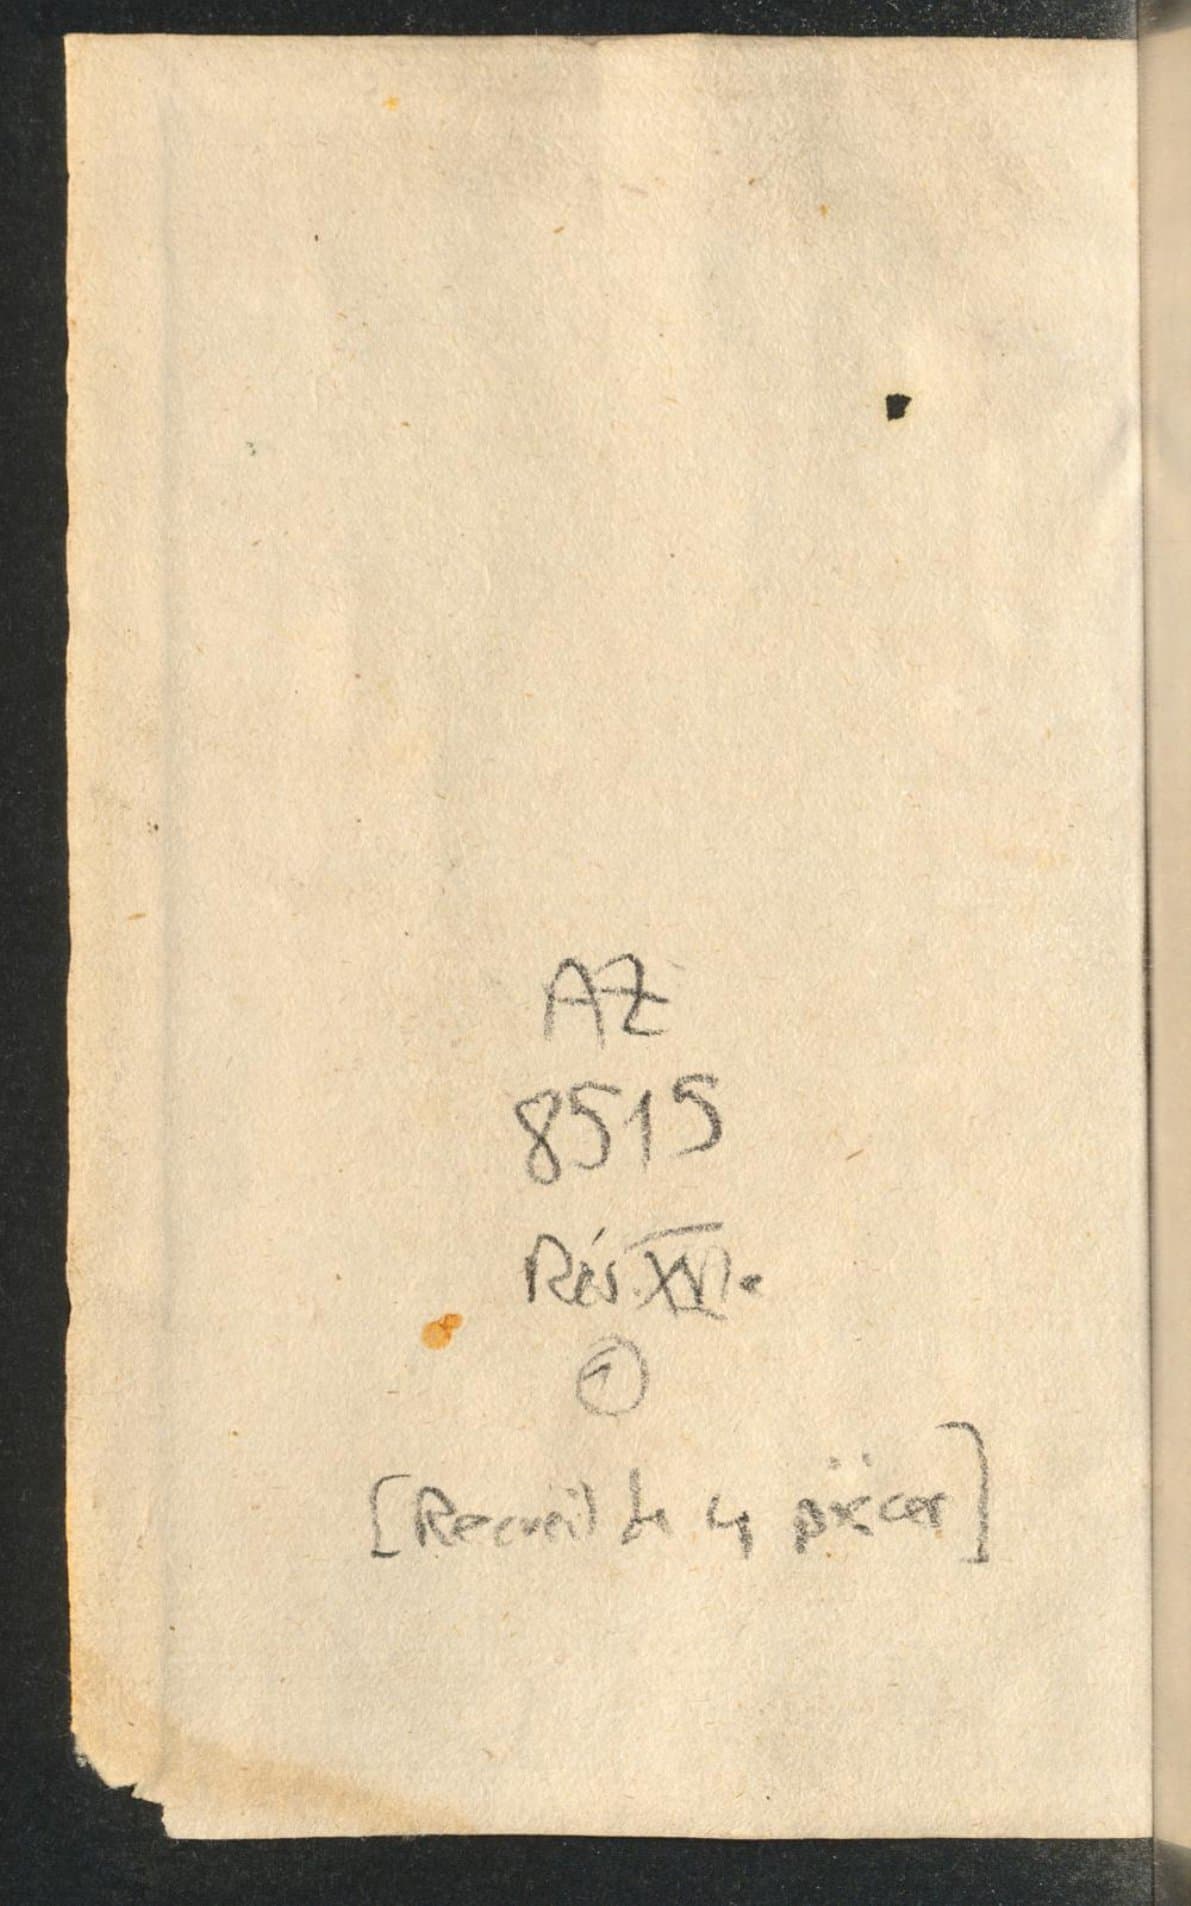 AZ
8515
Rés. XVIe
1
[Recueil de 4 pièces]